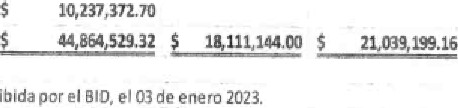 $ 10,237,372.70
$ 44,864,529.32 $ 18,111,144.00 $ 21,039,199.16
ibida por el BID, el 03 de enero 2023.